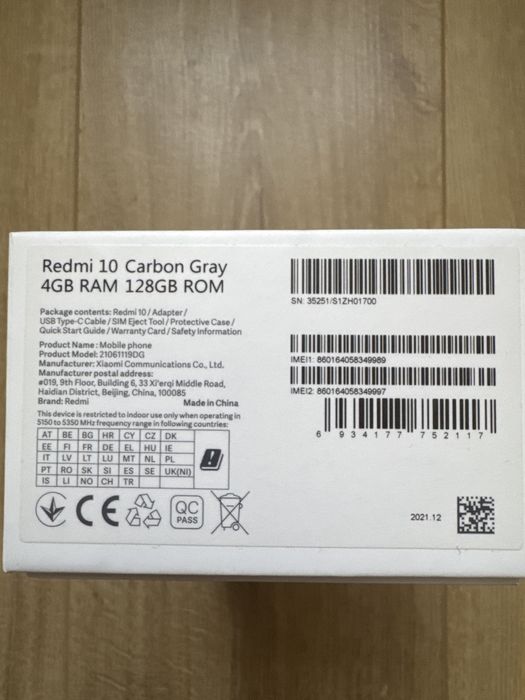 Redmi 10 Carbon Gray
4GB RAM 128GB ROM
Package contents: Redmi 10 / Adapter /
USB Type-C Cable / SIM Eject Tool / Protective Case /
Quick Start Guide / Warranty Card / Safety Information
Product Name : Mobile phone
Product Model: 21061119DG
Manufacturer: Xiaomi Communications Co., Ltd.
Manufacturer postal address:
#019, 9th Floor, Building 6, 33 Xi'erqi Middle Road,
Haidian District, Beijing, China, 100085
Brand: Redmi Made in China
This device is restricted to indoor use only when operating in
5150 to 5350 MHz frequency range in following countries:
AT BE BG HR CY CZ DK
EE FI FR DE EL HU IE
IT LV LT LU MT NL PL
PT RO SK SI ES SE UK(NI)
IS LI NO CH TR
CE
QC
PASS
SN: 35251/S1ZH01700
IMEI1: 860164058349989
IMEI2: 860164058349997
6 934177 752117
2021.12